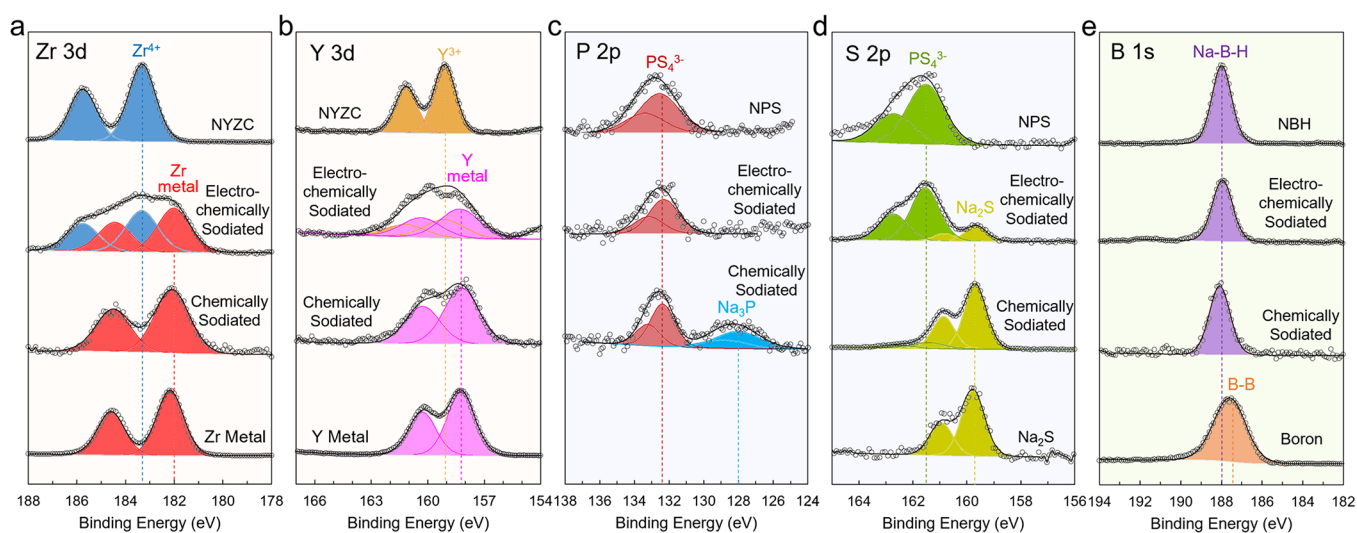 a
Zr 3d
Zr4+
NYZC
Zr
metal
Electro-
chemically
Sodiated
Chemically
Sodiated
Zr Metal
188 186 184 182 180 178
Binding Energy (eV)
b
Y 3d
Y3+
NYZC
Electro-
chemically
Sodiated
Y
metal
Chemically
Sodiated
Y Metal
166 163 160 157 154
Binding Energy (eV)
c
P 2p
PS43-
NPS
Electro-
chemically
Sodiated
Chemically
Sodiated
Na3P
138 136 134 132 130 128 126 124
Binding Energy (eV)
d
S 2p
PS43-
NPS
Electro-
chemically
Sodiated
Na2S
Chemically
Sodiated
Na2S
164 162 160 158 156
Binding Energy (eV)
e
B 1s
Na-B-H
NBH
Electro-
chemically
Sodiated
Chemically
Sodiated
B-B
Boron
194 192 190 188 186 184 182
Binding Energy (eV)